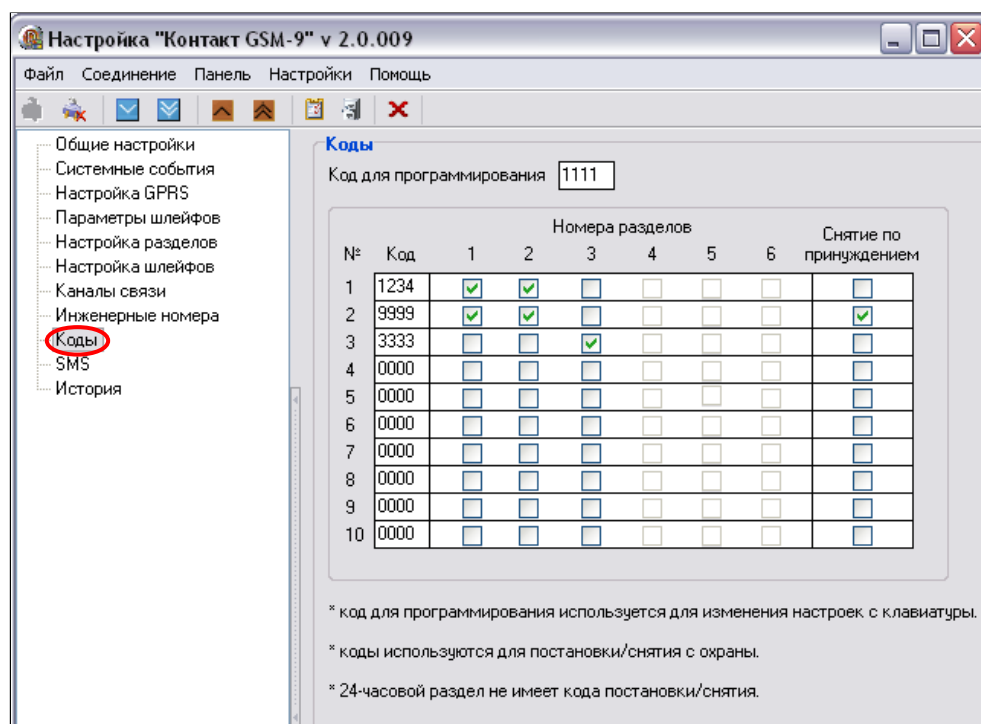 Настройка "Контакт GSM-9" v 2.0.009
Файл Соединение Панель Настройки Помощь
Общие настройки
Системные события
Настройка GPRS
Параметры шлейфов
Настройка разделов
Настройка шлейфов
Каналы связи
Инженерные номера
Коды
SMS
История
Коды
Код для программирования 1111
Номера разделов
Снятие по принуждением
№ Код 1 2 3 4 5 6
1 1234
2 9999
3 3333
4 0000
5 0000
6 0000
7 0000
8 0000
9 0000
10 0000
* код для программирования используется для изменения настроек с клавиатуры.
* коды используются для постановки/снятия с охраны.
* 24-часовой раздел не имеет кода постановки/снятия.